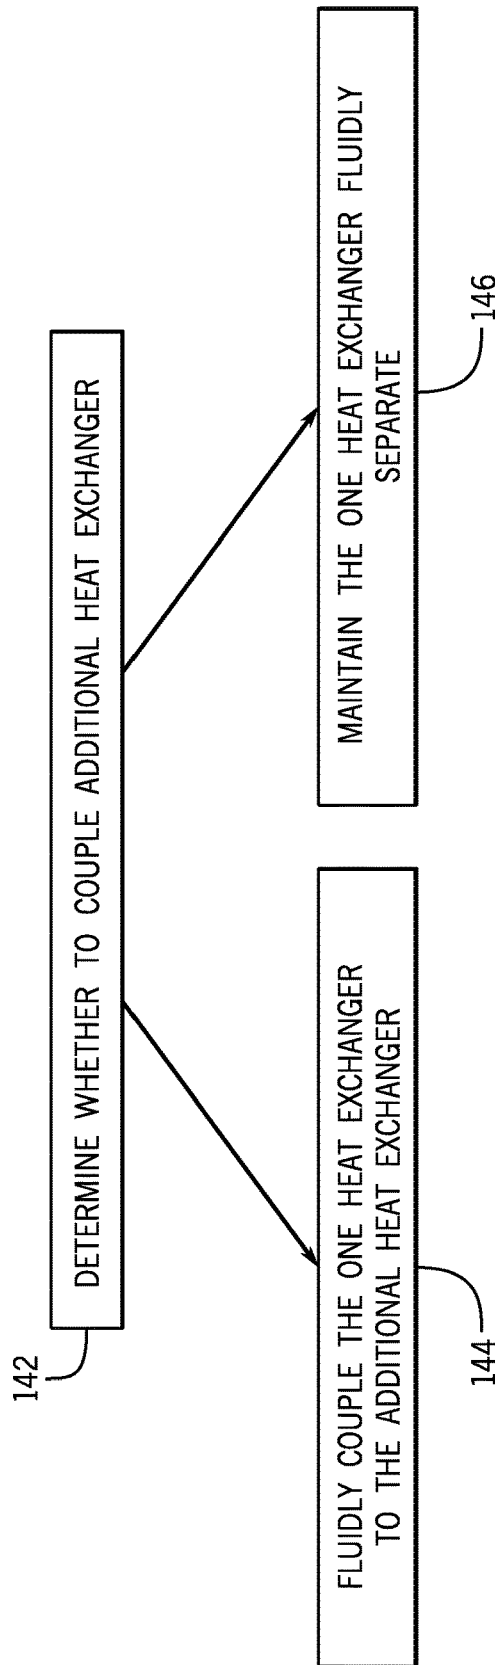 142
DETERMINE WHETHER TO COUPLE ADDITIONAL HEAT EXCHANGER
FLUIDLY COUPLE THE ONE HEAT EXCHANGER
TO THE ADDITIONAL HEAT EXCHANGER
144
MAINTAIN THE ONE HEAT EXCHANGER FLUIDLY
SEPARATE
146